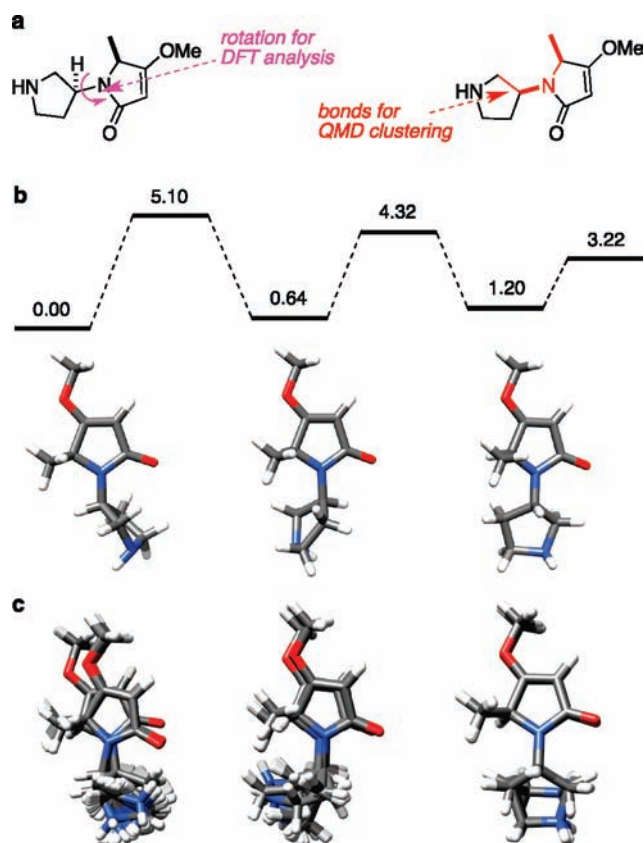 a
rotation for
DFT analysis
H
HN
N
OMe
O
bonds for
QMD clustering
HN
N
OMe
O
b
5.10
4.32
3.22
0.00
0.64
1.20
c